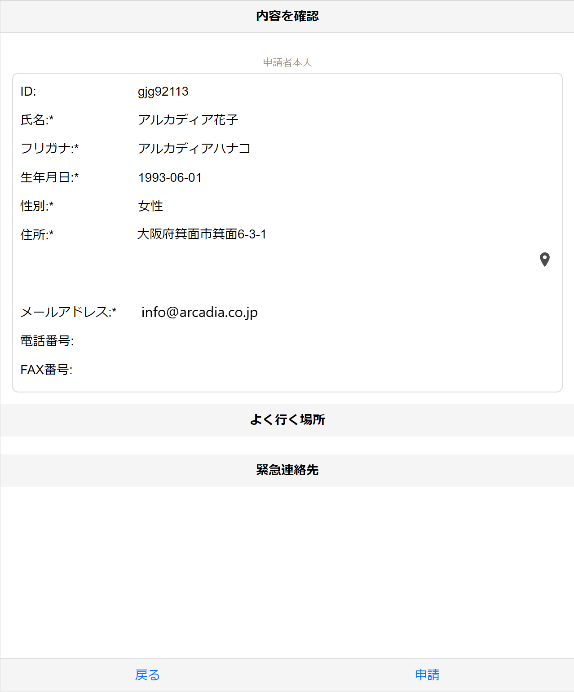 内容を確認
申請者本人
ID: gjg92113
氏名:* アルカディア花子
フリガナ:* アルカディアハナコ
生年月日:* 1993-06-01
性別:* 女性
住所:* 大阪府箕面市箕面6-3-1
メールアドレス:* info@arcadia.co.jp
電話番号:
FAX番号:
よく行く場所
緊急連絡先
戻る 申請